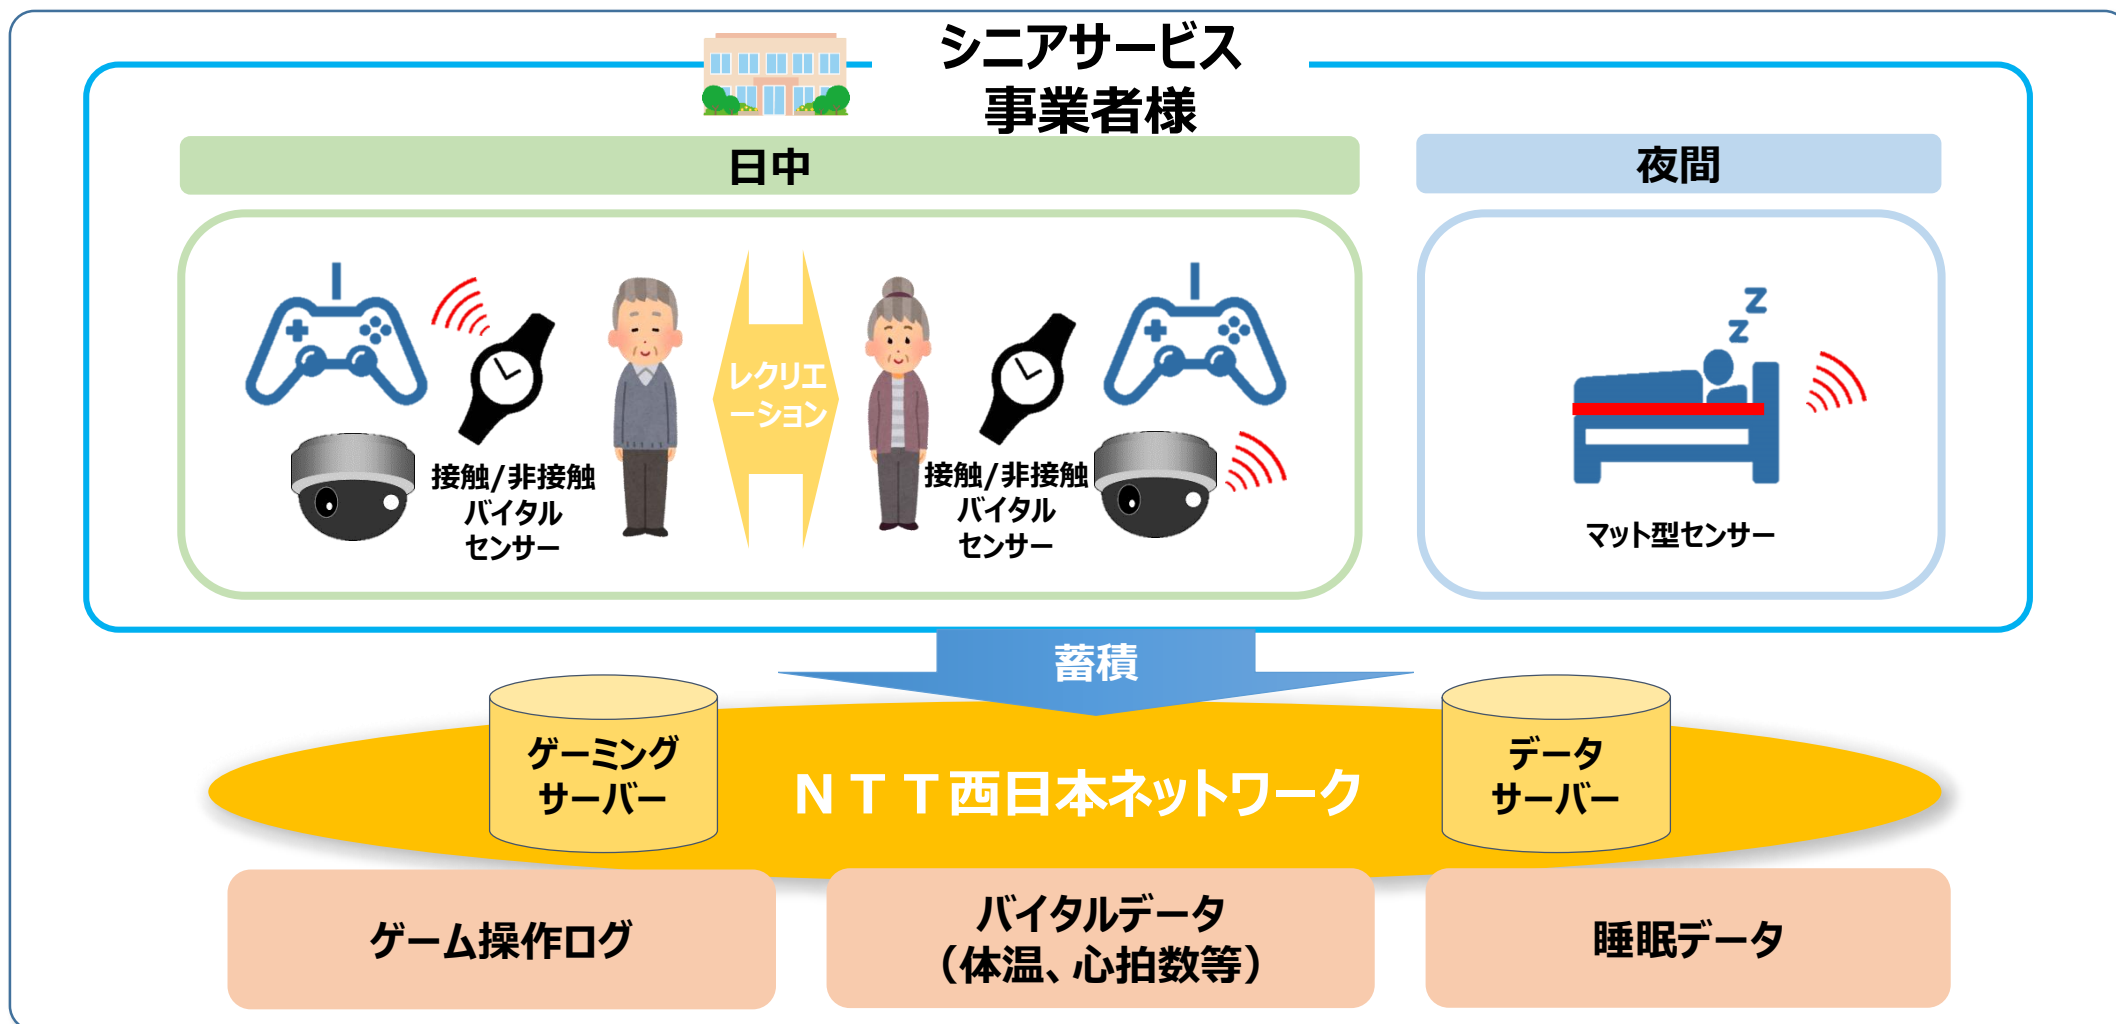 シニアサービス
事業者様
日中
夜間
レクリエ
ーション
接触/非接触
バイタル
センサー
接触/非接触
バイタル
センサー
z
z
マット型センサー
蓄積
ゲーミング
サーバー
ＮＴＴ西日本ネットワーク
データ
サーバー
ゲーム操作ログ
バイタルデータ
（体温、心拍数等）
睡眠データ